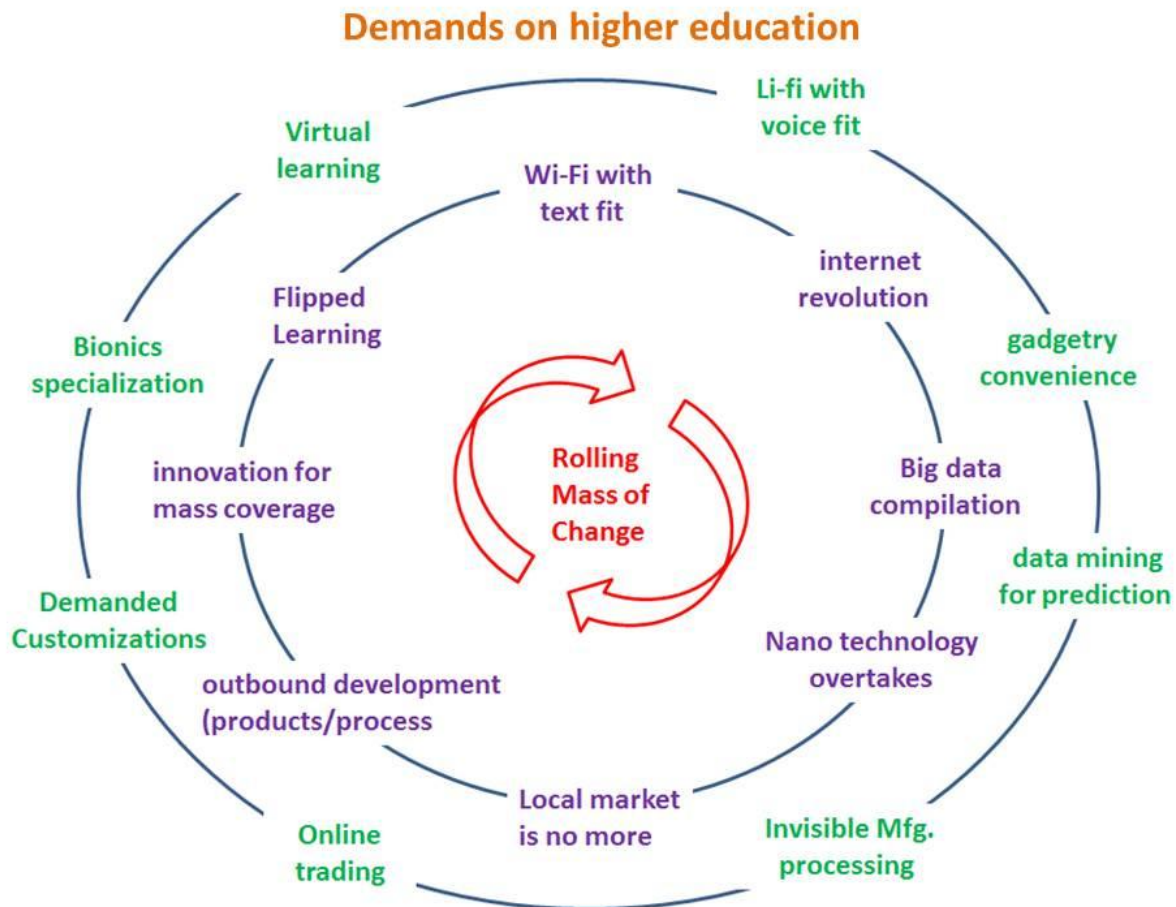 Demands on higher education
Li-fi with
voice fit
Virtual
learning
Wi-Fi with
text fit
internet
revolution
Flipped
Learning
Bionics
specialization
gadgetry
convenience
Rolling
Mass of
Change
innovation for
mass coverage
Big data
compilation
data mining
for prediction
Demanded
Customizations
Nano technology
overtakes
outbound development
(products/process
Local market
is no more
Invisible Mfg.
processing
Online
trading